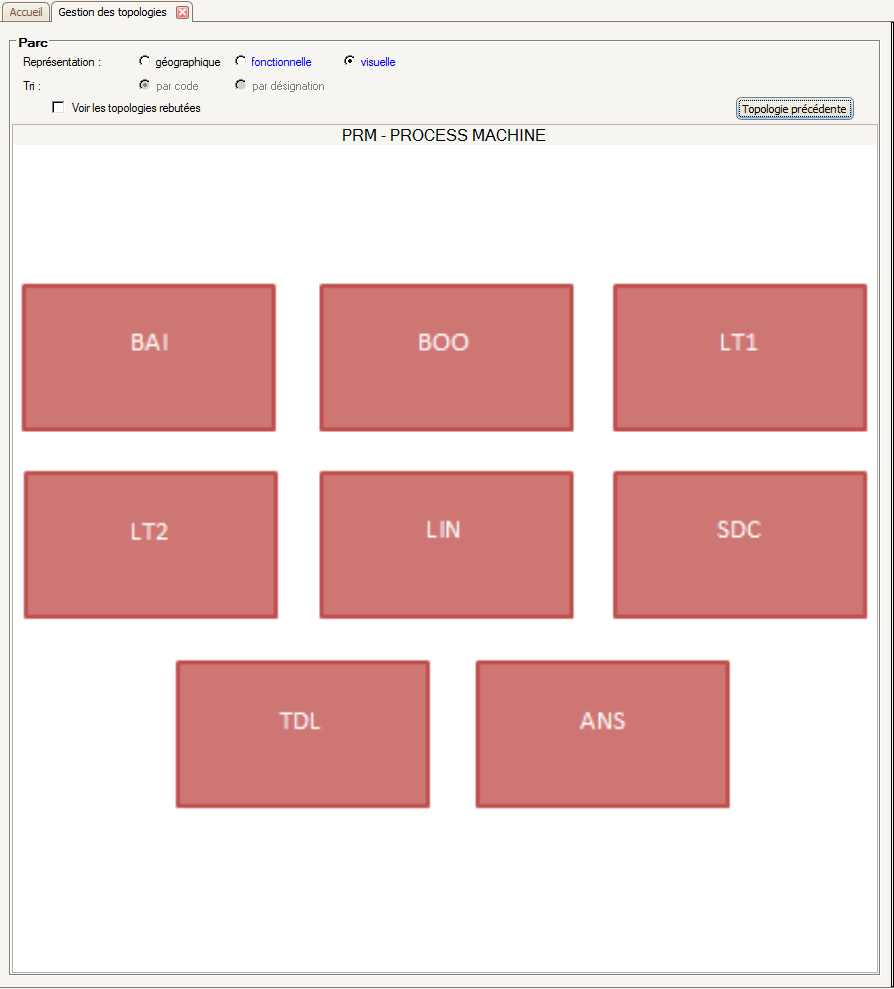 Accueil Gestion des topologies
Parc
Représentation : géographique fonctionnelle visuelle
Tri : par code par désignation
Voir les topologies rebutées Topologie précédente
PRM - PROCESS MACHINE
BAI BOO LT1
LT2 LIN SDC
TDL ANS